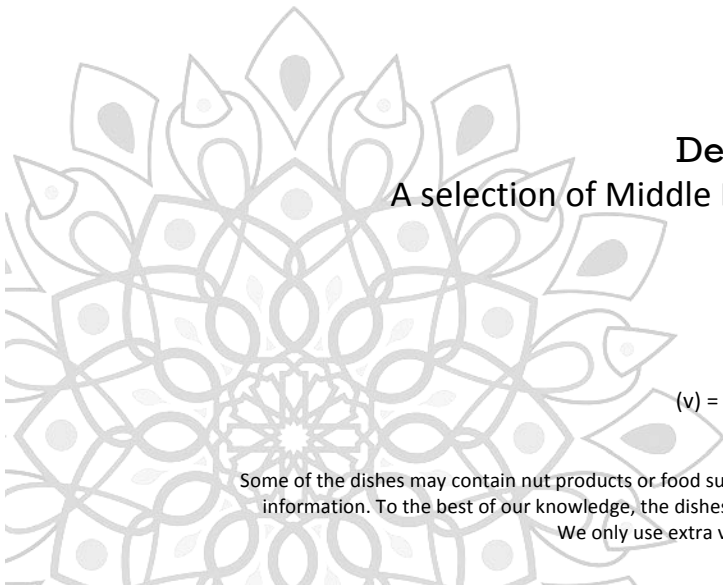 De
A selection of Middle
(v) =
Some of the dishes may contain nut products or food su
information. To the best of our knowledge, the dishes
We only use extra v